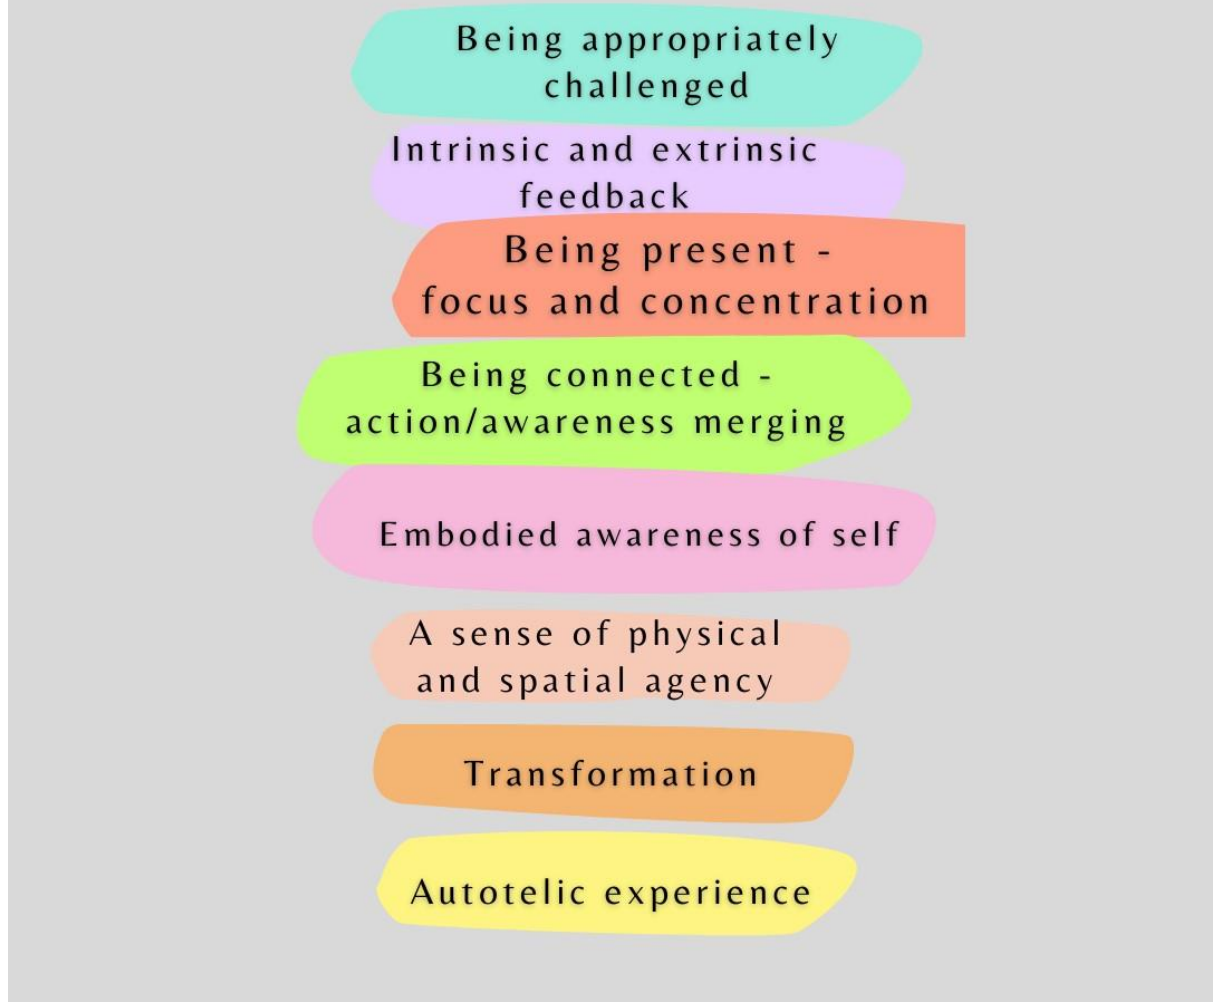 Being appropriately
challenged
Intrinsic and extrinsic
feedback
Being present -
focus and concentration
Being connected -
action/awareness merging
Embodied awareness of self
A sense of physical
and spatial agency
Transformation
Autotelic experience